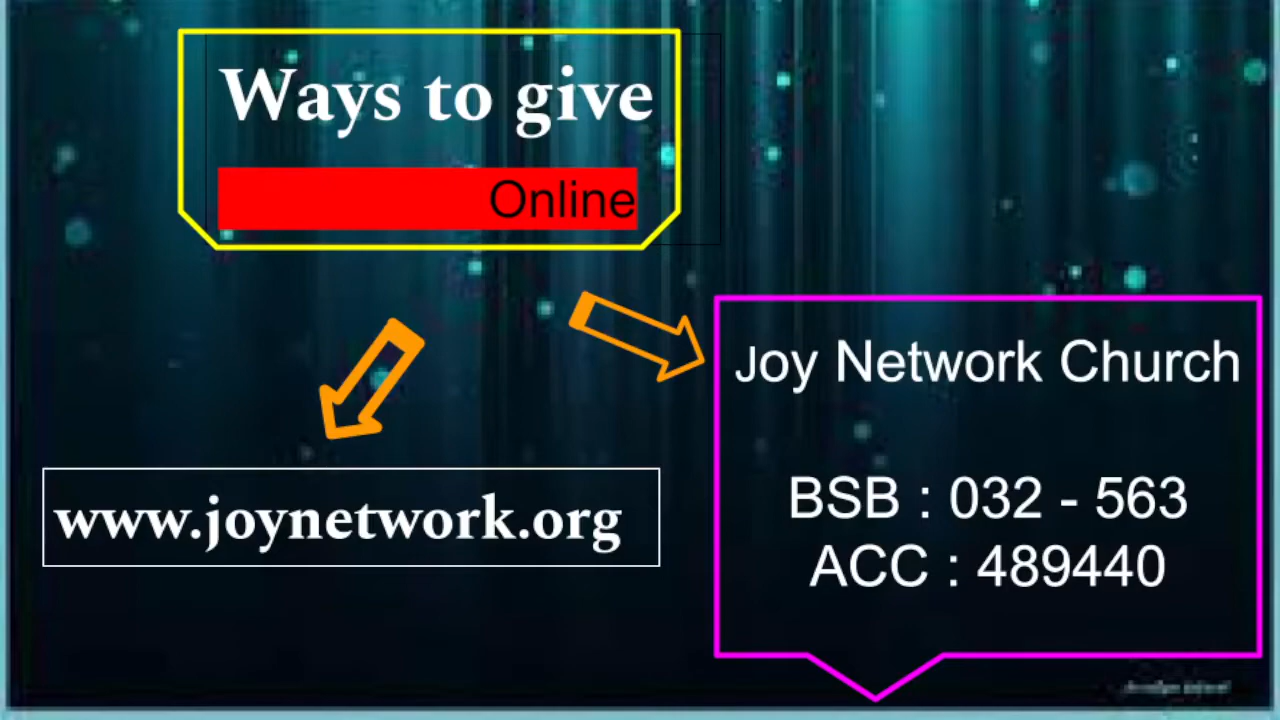 Ways to give
Online
www.joynetwork.org
Joy Network Church
BSB : 032 - 563
ACC : 489440